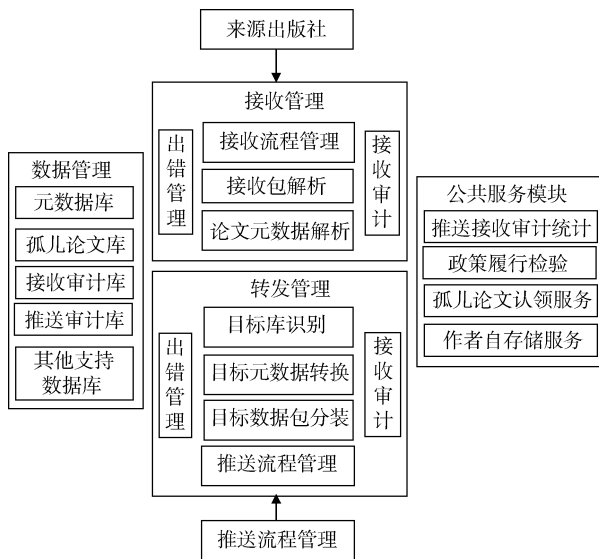 来源出版社
接收管理
出错管理
接收流程管理
接收包解析
论文元数据解析
接收审计
数据管理
元数据库
孤儿论文库
接收审计库
推送审计库
其他支持
数据库
转发管理
出错管理
目标库识别
目标元数据转换
目标数据包分装
推送流程管理
接收审计
公共服务模块
推送接收审计统计
政策履行检验
孤儿论文认领服务
作者自存储服务
推送流程管理